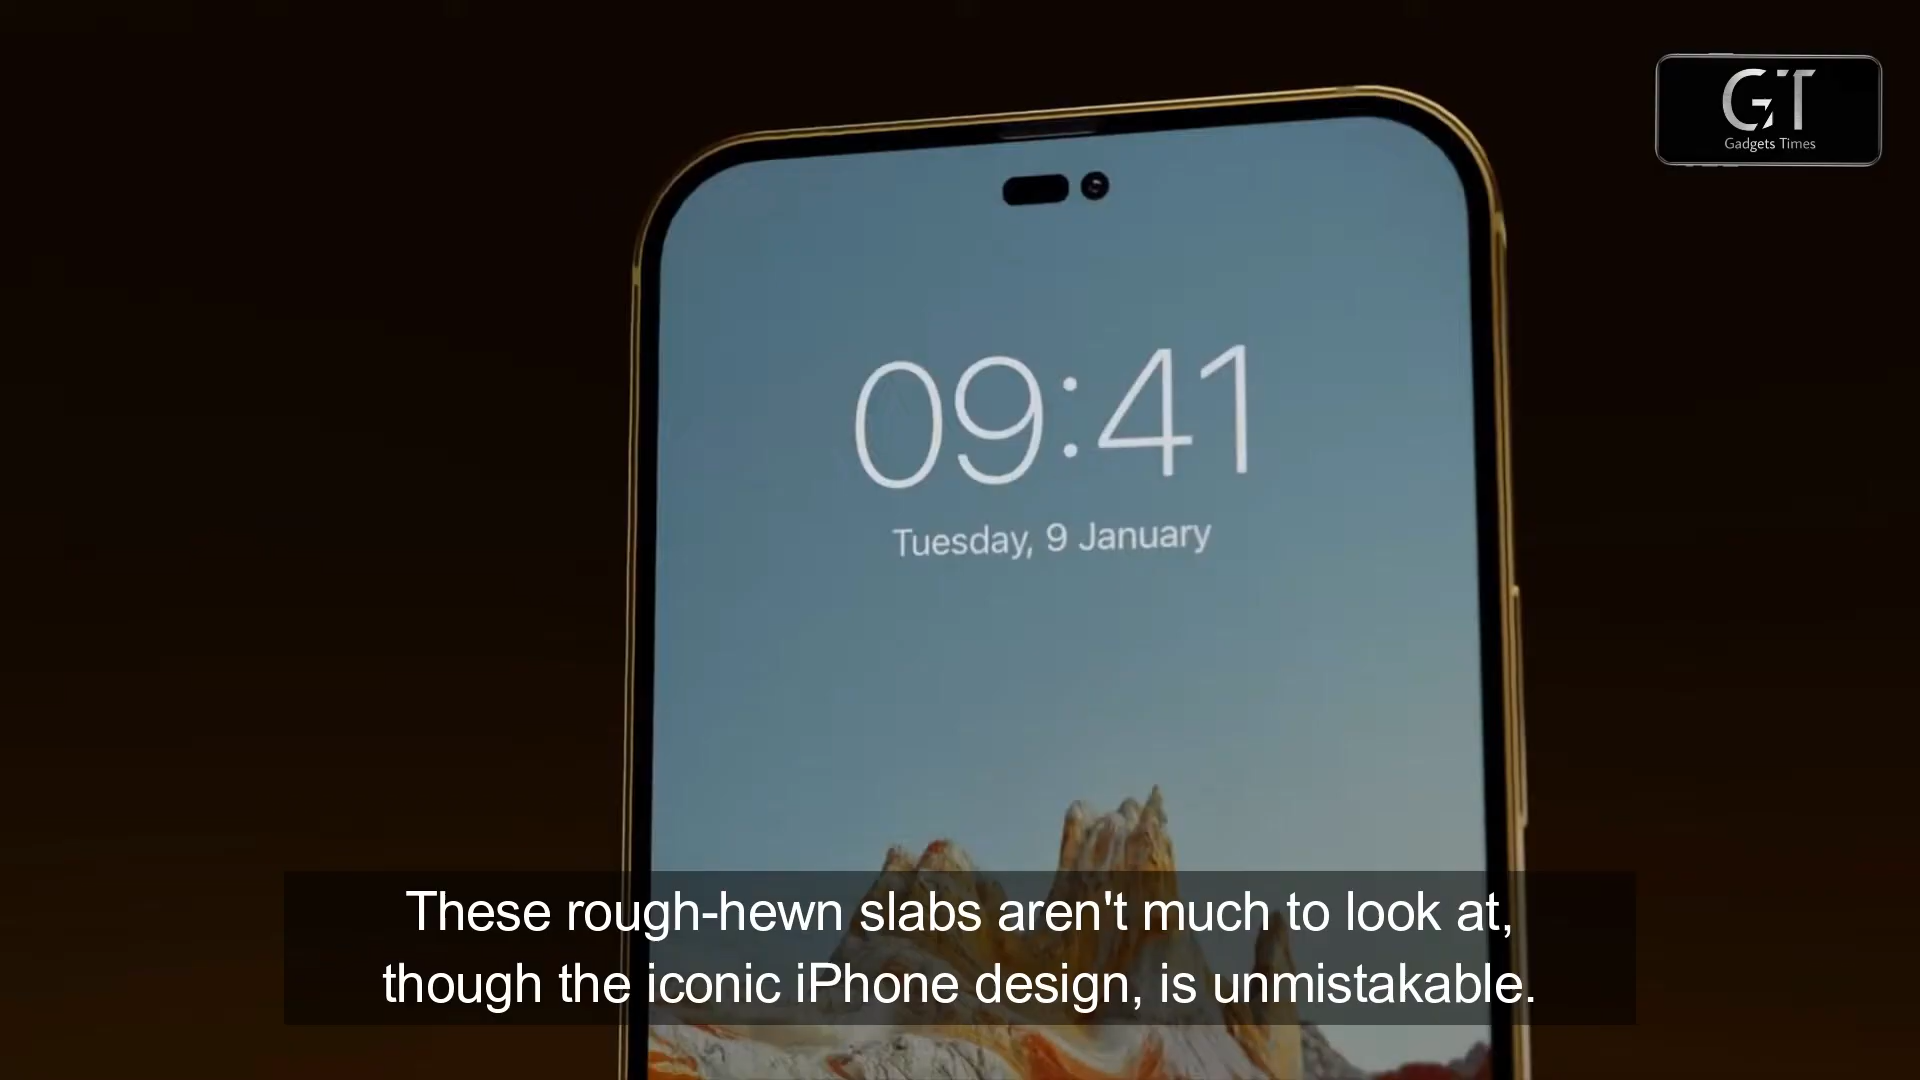 GT
Gadgets Times
09:41
Tuesday, 9 January
These rough-hewn slabs aren't much to look at,
though the iconic iPhone design, is unmistakable.